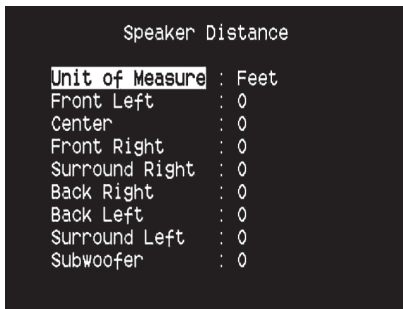 Speaker Distance
Unit of Measure : Feet
Front Left : 0
Center : 0
Front Right : 0
Surround Right : 0
Back Right : 0
Back Left : 0
Surround Left : 0
Subwoofer : 0